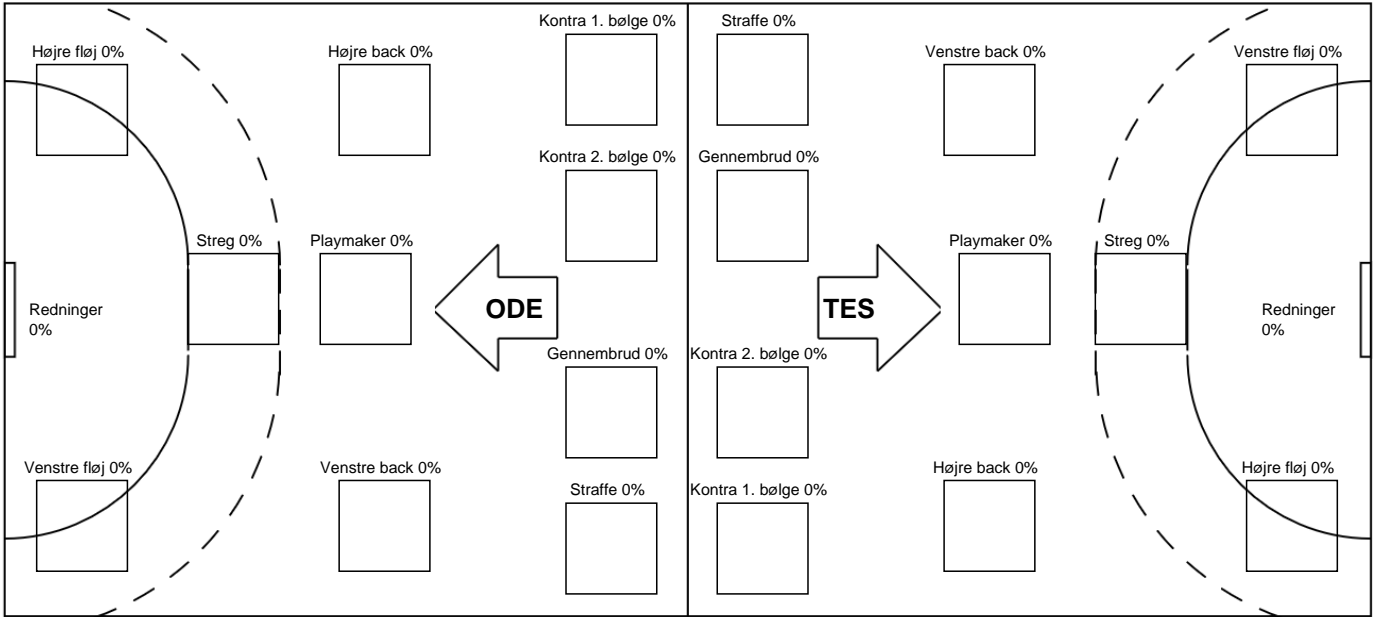 Kontra 1. bølge 0%
Straffe 0%
Højre fløj 0%
Højre back 0%
Venstre back 0%
Venstre fløj 0%
Kontra 2. bølge 0%
Gennembrud 0%
Streg 0%
Playmaker 0%
Playmaker 0%
Streg 0%
Redninger
0%
ODE
TES
Redninger
0%
Gennembrud 0%
Kontra 2. bølge 0%
Venstre fløj 0%
Venstre back 0%
Højre back 0%
Højre fløj 0%
Straffe 0%
Kontra 1. bølge 0%